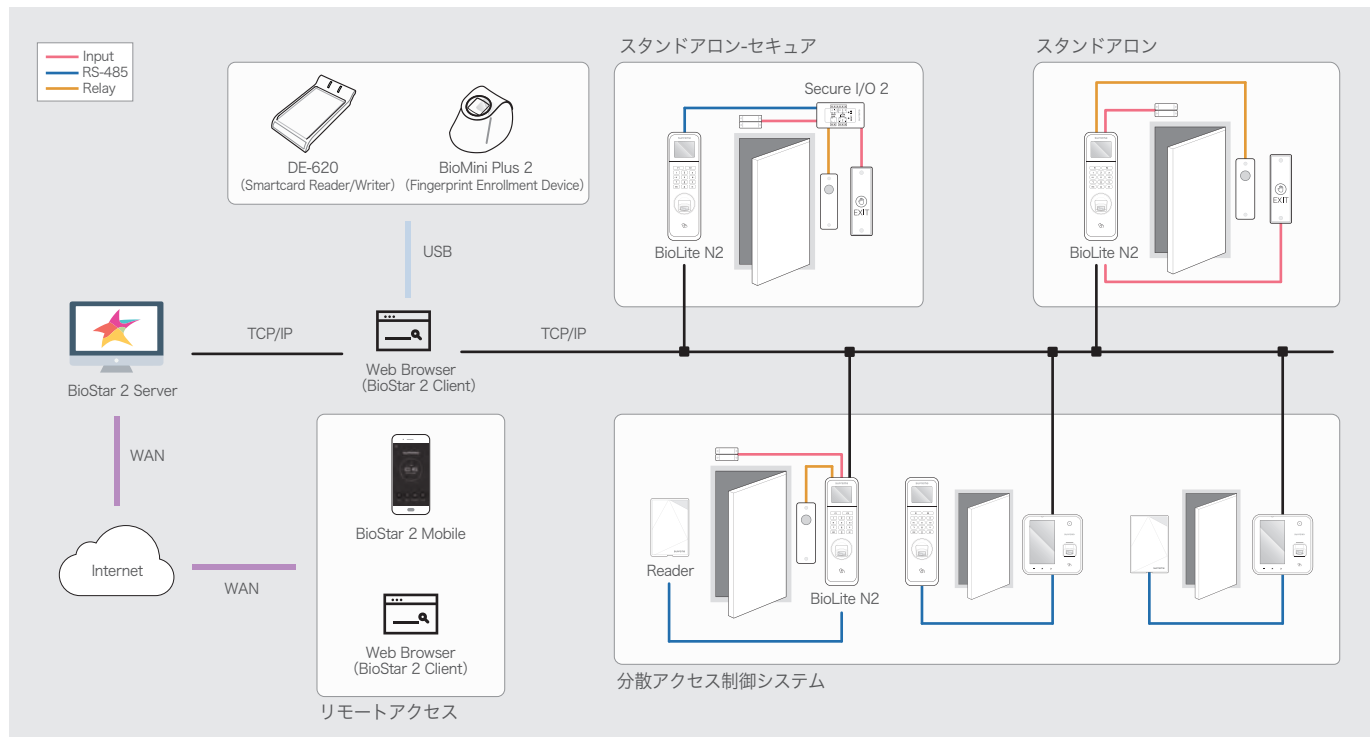 Input
RS-485
Relay
DE-620
(Smartcard Reader/Writer)
BioMini Plus 2
(Fingerprint Enrollment Device)
スタンドアロン-セキュア
Secure I/O 2
EXIT
BioLite N2
スタンドアロン
EXIT
BioLite N2
USB
BioStar 2 Server
TCP/IP
Web Browser
(BioStar 2 Client)
TCP/IP
WAN
Internet
WAN
BioStar 2 Mobile
Web Browser
(BioStar 2 Client)
リモートアクセス
Reader
BioLite N2
分散アクセス制御システム